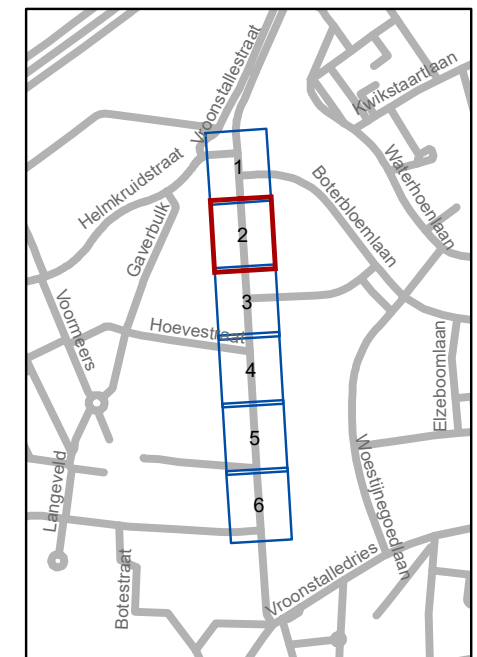 Vroonstallestraat
Kwikstaartlaan
Helmkruidstraat
1
Boterbloemlaan
Waterhoenlaan
Gaverbulk
2
Voormeers
3
Hoevestraat
4
Elzeboomlaan
5
Woestijnegoedlaan
Langeveld
6
Botestraat
Vroonstalledries